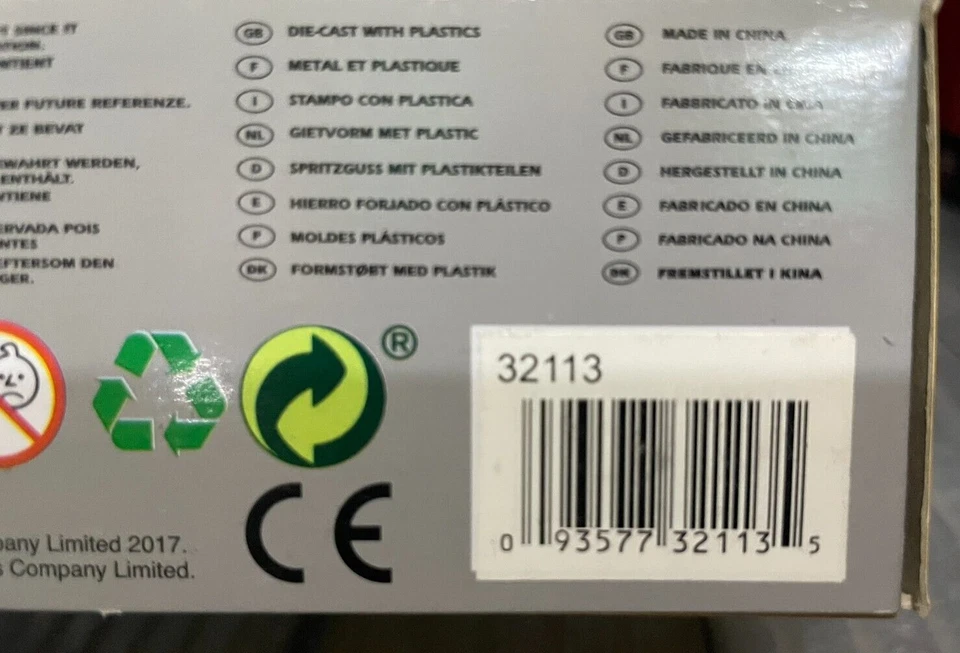 SINCE IT
PER FUTURE REFERENZE.
ZE BEVAT
EWAHRT WERDEN,
ENTHÄLT.
TIENE
ERVADA POIS
NTES
EFTERSOM DEN
GER.
GB DIE-CAST WITH PLASTICS
F METAL ET PLASTIQUE
I STAMPO CON PLASTICA
NL GIETVORM MET PLASTIC
D SPRITZGUSS MIT PLASTIKTEILEN
E HIERRO FORJADO CON PLÁSTICO
P MOLDES PLÁSTICOS
DK FORMSTØBT MED PLASTIK
GB MADE IN CHINA
F FABRIQUE EN
I FABBRICATO IN
NL GEFABRICEERD IN CHINA
D HERGESTELLT IN CHINA
E FABRICADO EN CHINA
P FABRICADO NA CHINA
DK FREMSTILLET I KINA
®
CE
pany Limited 2017.
s Company Limited.
32113
0 93577 32113 5